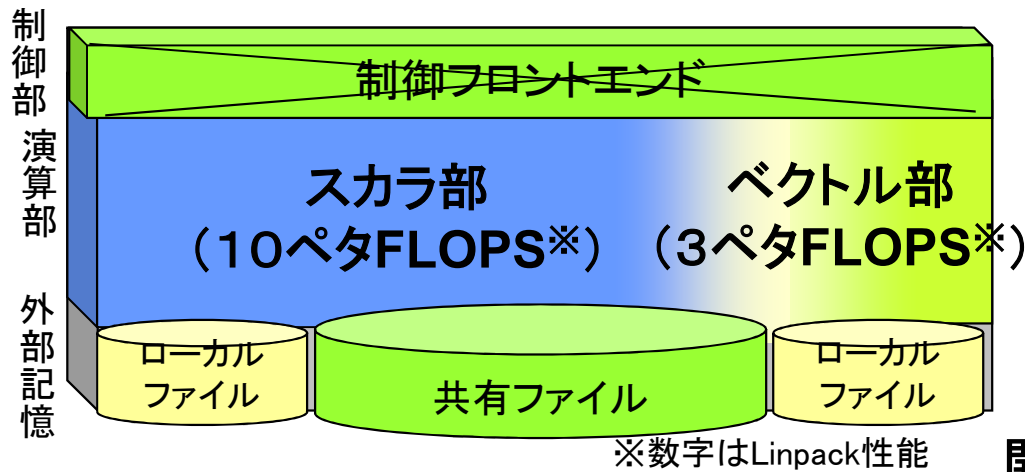 制御部
制御フロントエンド
演算部
スカラ部
(10ペタFLOPS※)
ベクトル部
(3ペタFLOPS※)
外部記憶
ローカル
ファイル
共有ファイル
ローカル
ファイル
※数字はLinpack性能